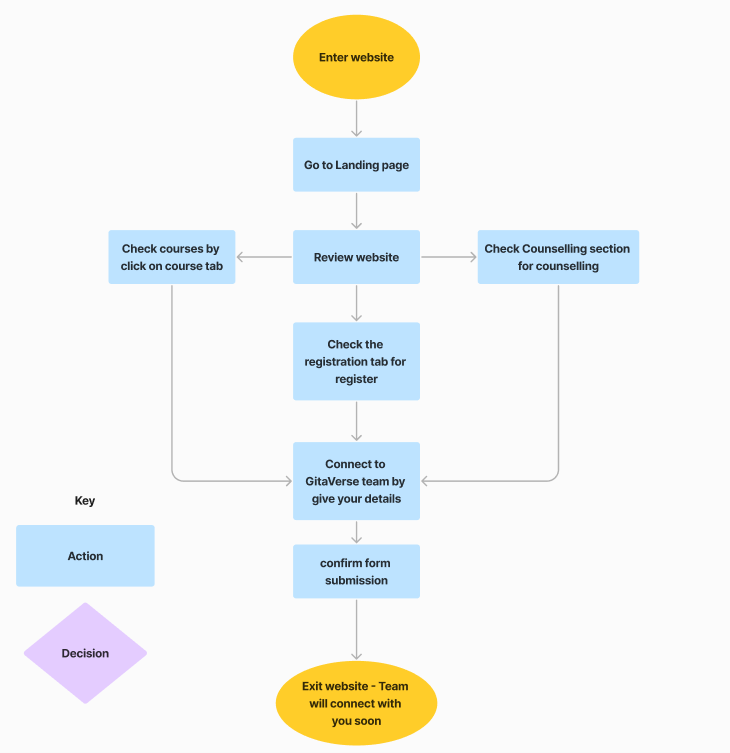 Enter website
Go to Landing page
Check courses by
click on course tab
Review website
Check Counselling section
for counselling
Check the
registration tab for
register
Connect to
GitaVerse team by
give your details
Key
Action
confirm form
submission
Decision
Exit website - Team
will connect with
you soon